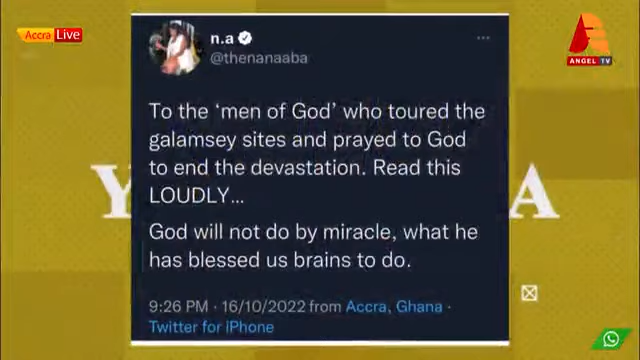 Accra Live
ANGEL TV
n.a
@thenanaaba
To the ‘men of God’ who toured the
galamsey sites and prayed to God
to end the devastation. Read this
LOUDLY...
God will not do by miracle, what he
has blessed us brains to do.
9:26 PM · 16/10/2022 from Accra, Ghana ·
Twitter for iPhone